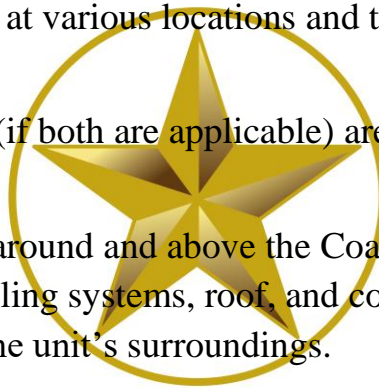 at various locations and t
(if both are applicable) are
around and above the Coa
ling systems, roof, and co
ne unit’s surroundings.